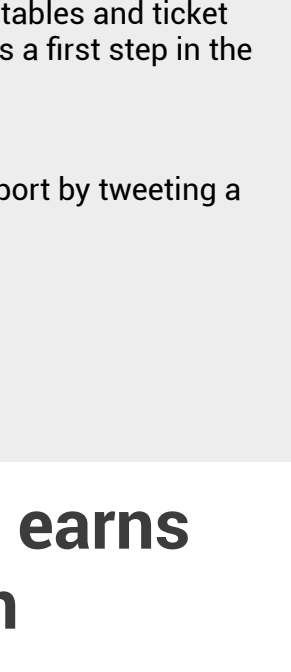 tables and ticket
s a first step in the
port by tweeting a
earns